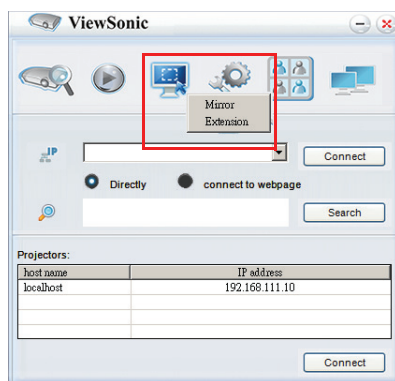 ViewSonic
Mirror
Extension
IP
Connect
Directly connect to webpage
Search
Projectors:
host name IP address
localhost 192.168.111.10
Connect